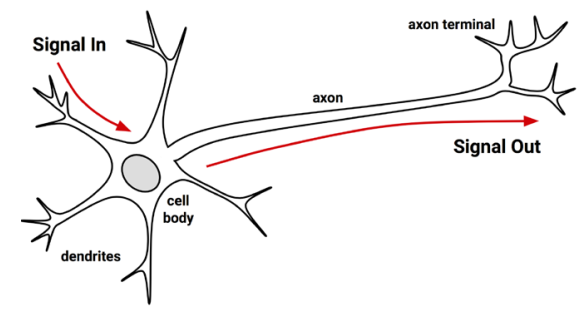 axon terminal
Signal In
axon
Signal Out
cell
body
dendrites